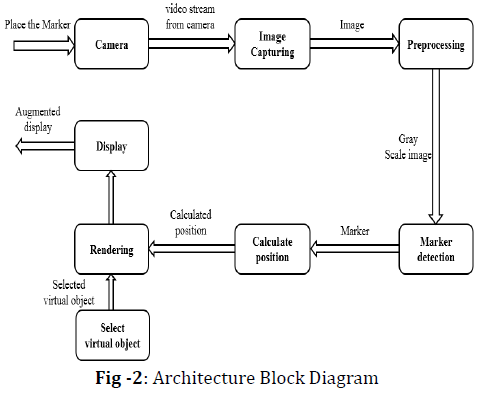 Place the Marker
Camera
video stream
from camera
Image
Capturing
Image
Preprocessing
Gray
Scale image
Marker
detection
Marker
Calculate
position
Calculated
position
Rendering
Selected
virtual object
Select
virtual object
Display
Augmented
display
Fig -2: Architecture Block Diagram